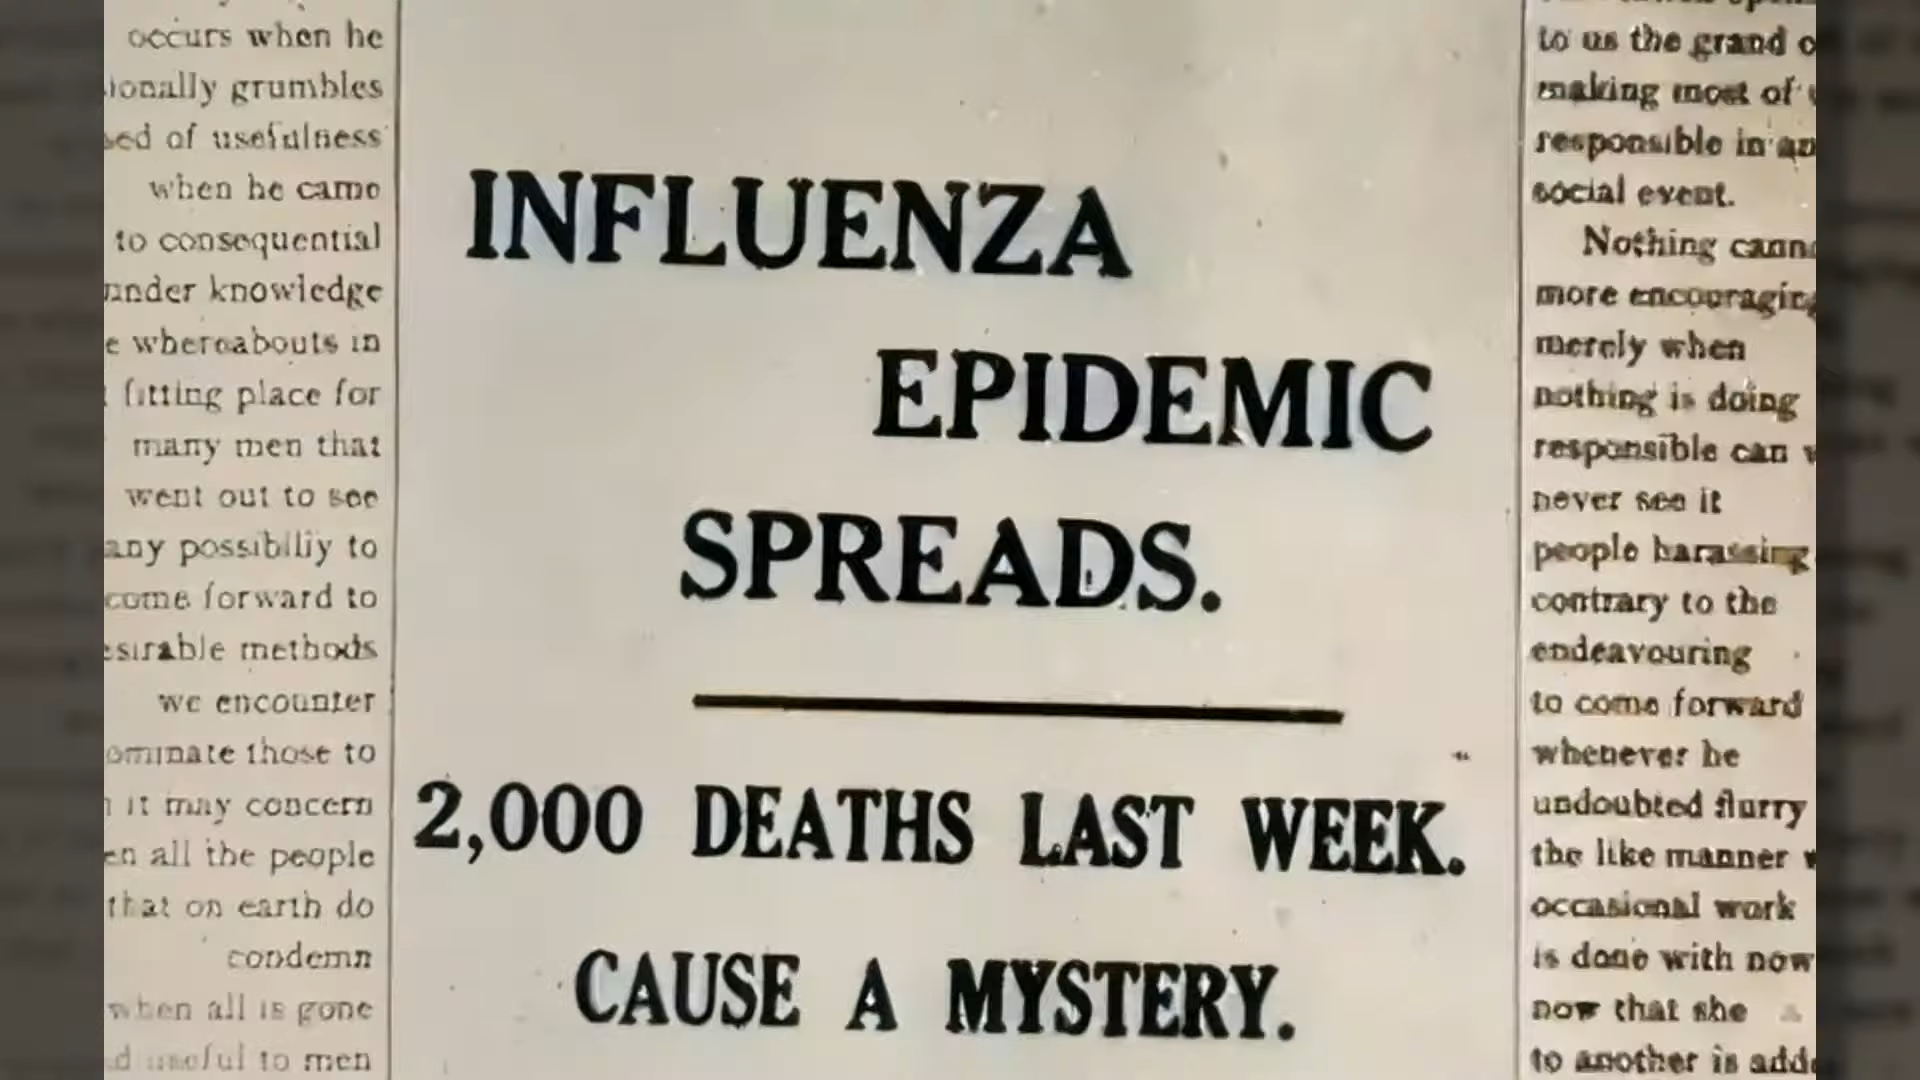 occurs when he
ionally grumbles
sed of usefulness
when he came
to consequential
under knowledge
e whereabouts in
fitting place for
many men that
went out to see
any possibiliy to
come forward to
esirable methods
we encounter
ominate those to
it may concern
en all the people
that on earth do
condemn
when all is gone
d useful to men
INFLUENZA
EPIDEMIC
SPREADS.
2,000 DEATHS LAST WEEK.
CAUSE A MYSTERY.
to us the grand o
making most of
responsible in an
social event.
Nothing cann
more encouraging
merely when
nothing is doing
responsible can
never see it
people harassing
contrary to the
endeavouring
to come forward
whenever he
undoubted flurry
the like manner
occasional work
is done with now
now that she
to another is add